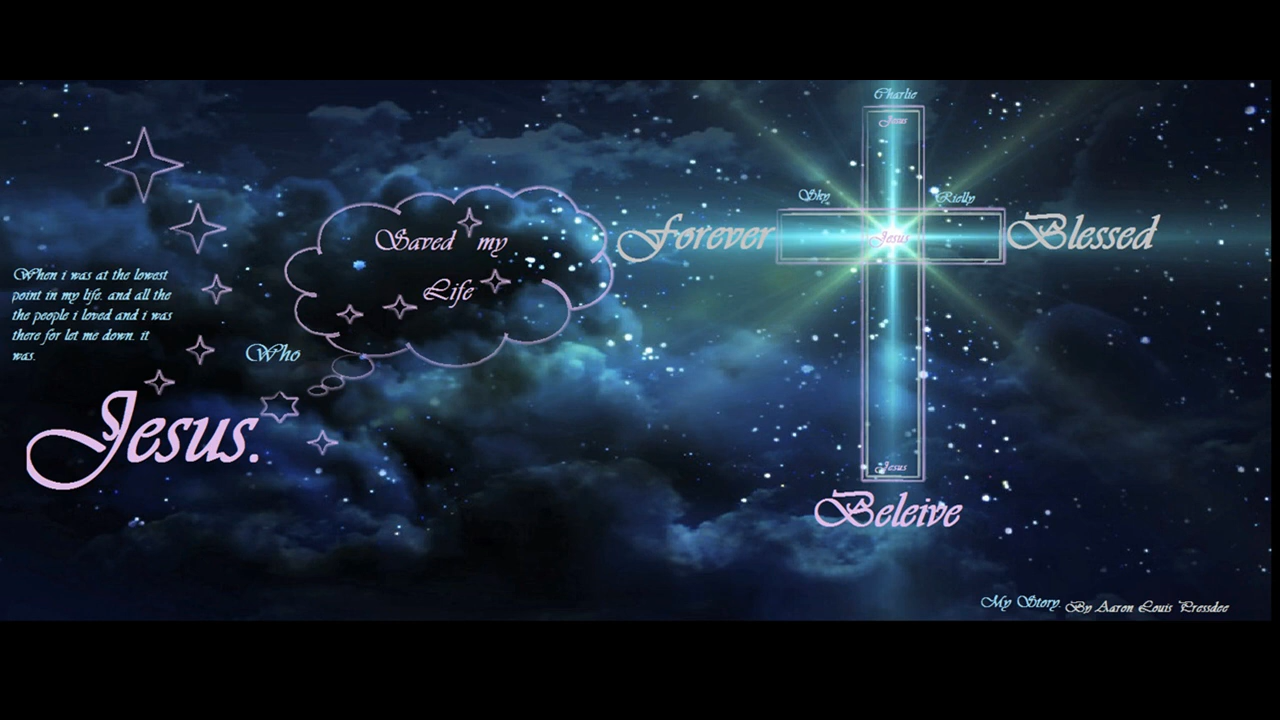 When i was at the lowest
point in my life. and all the
the people i loved and i was
there for let me down. it
was.
Jesus.
Who
Saved my
Life
Forever
Charlie
Jesus
Sky
Rielly
Jesus
Blessed
Jesus
Beleive
My Story. By Aaron Louis Pressdee